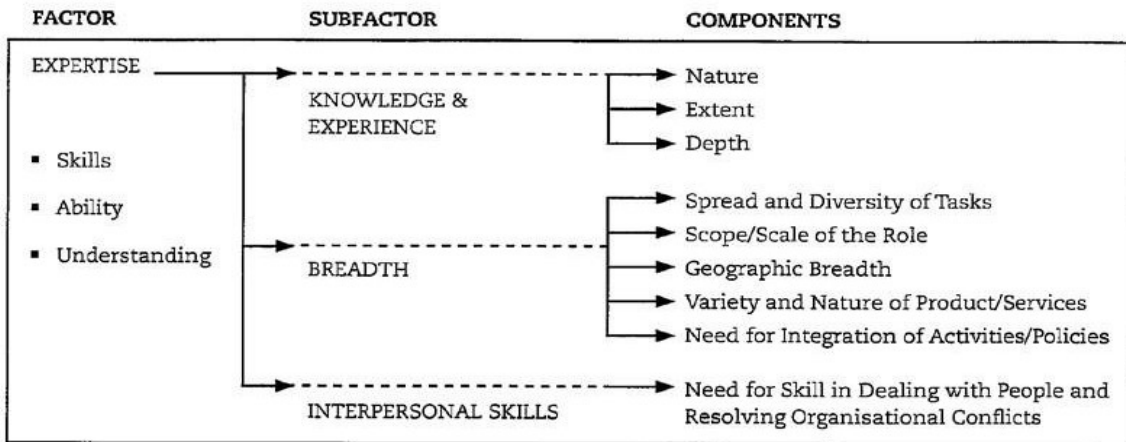 FACTOR SUBFACTOR COMPONENTS
EXPERTISE
▪ Skills
▪ Ability
▪ Understanding
KNOWLEDGE &
EXPERIENCE
Nature
Extent
Depth
BREADTH
Spread and Diversity of Tasks
Scope/Scale of the Role
Geographic Breadth
Variety and Nature of Product/Services
Need for Integration of Activities/Policies
INTERPERSONAL SKILLS
Need for Skill in Dealing with People and
Resolving Organisational Conflicts